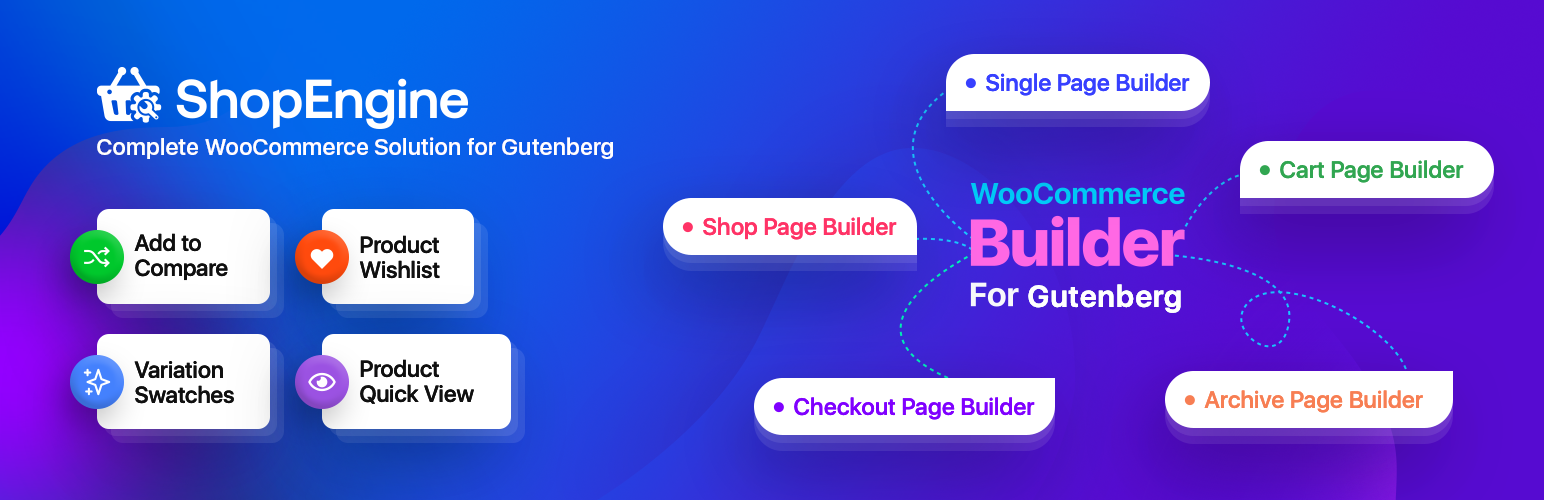 ShopEngine
Complete WooCommerce Solution for Gutenberg
Add to
Compare
Product
Wishlist
Variation
Swatches
Product
Quick View
Single Page Builder
Cart Page Builder
Shop Page Builder
WooCommerce
Builder
For Gutenberg
Checkout Page Builder
Archive Page Builder